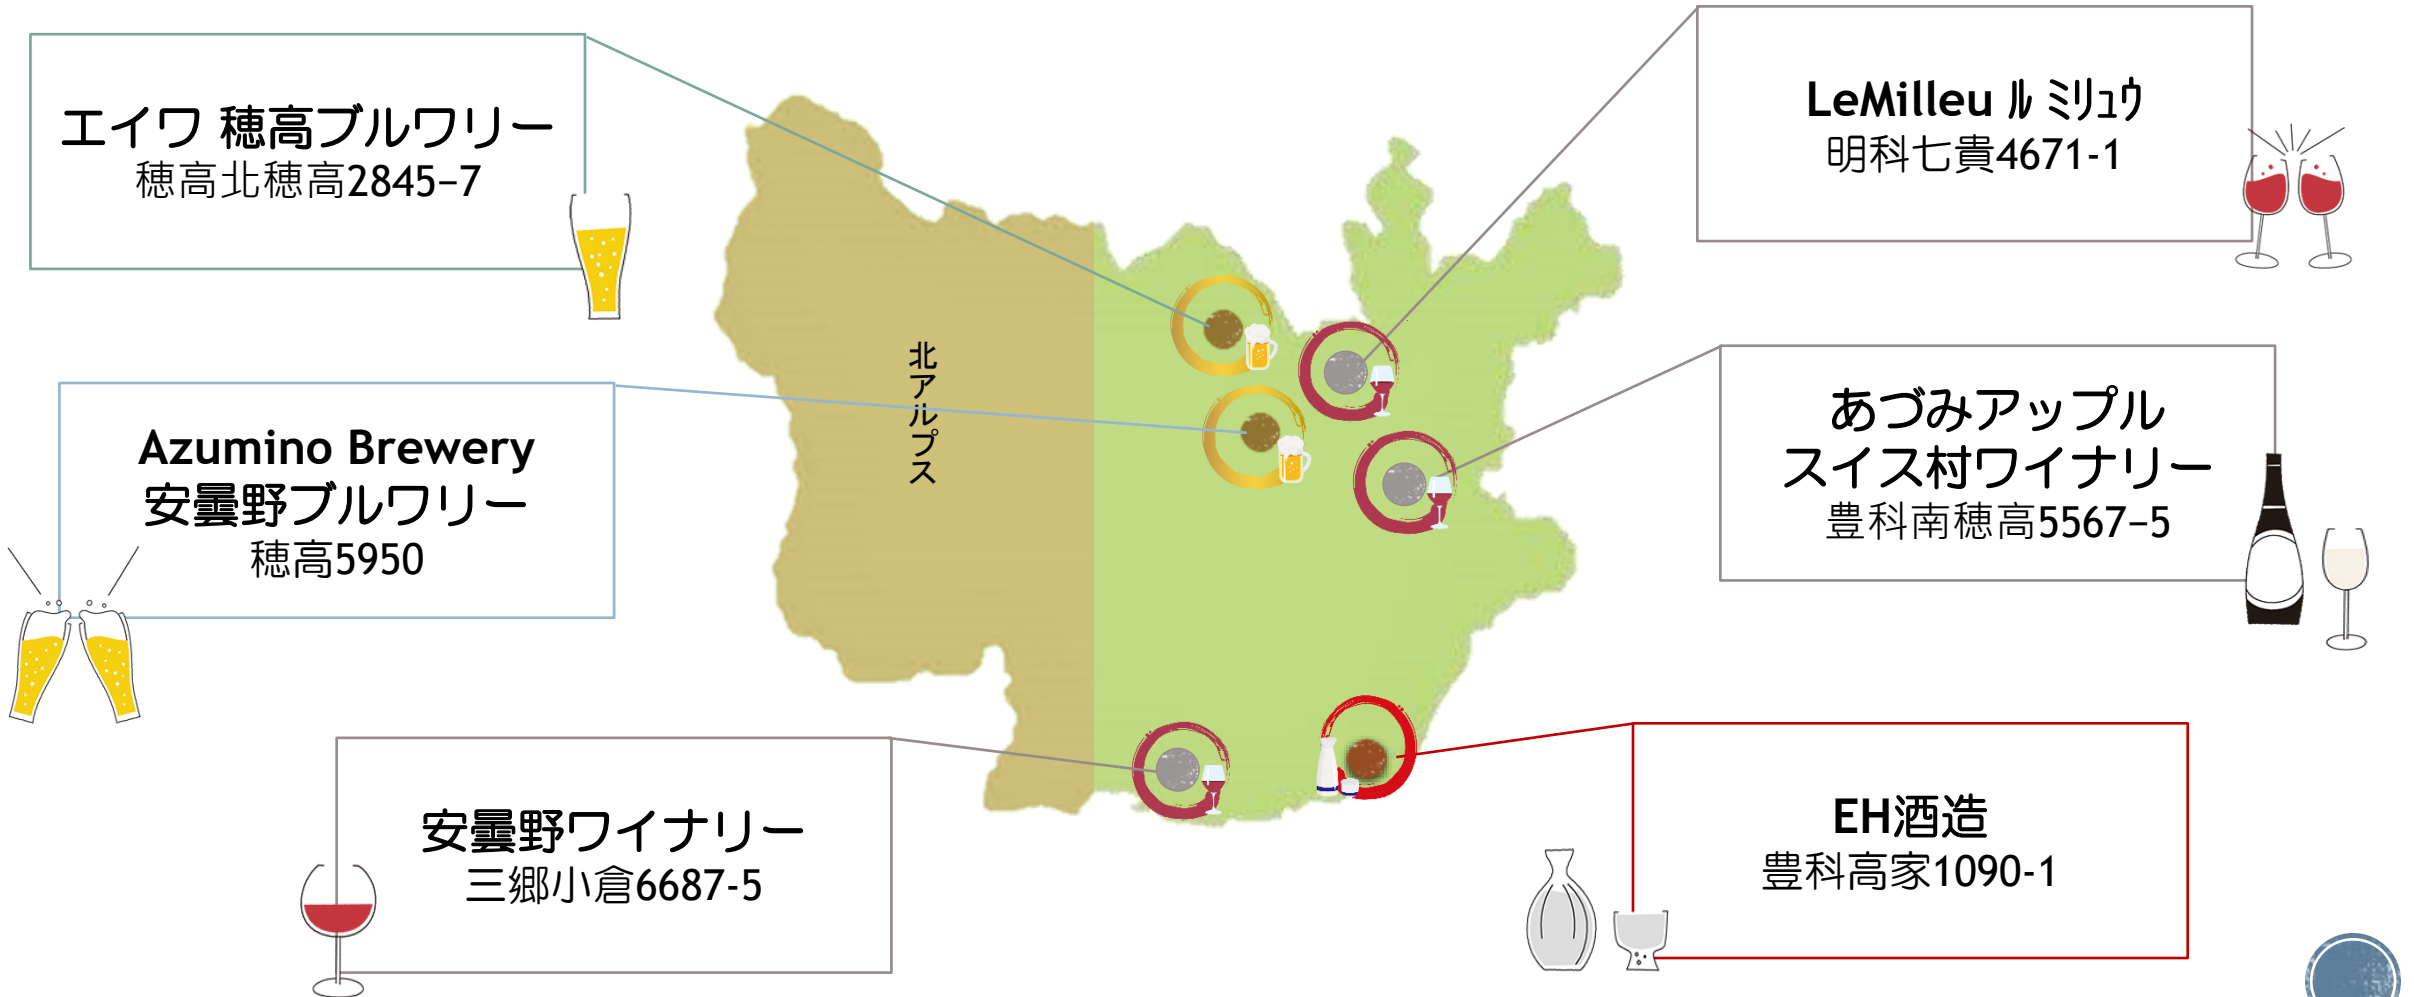 エイワ 穂高ブルワリー
穂高北穂高2845–7
LeMilleu ﾙ ﾐﾘｭｳ
明科七貴4671-1
北アルプス
Azumino Brewery
安曇野ブルワリー
穂高5950
あづみアップル
スイス村ワイナリー
豊科南穂高5567–5
安曇野ワイナリー
三郷小倉6687-5
EH酒造
豊科高家1090-1